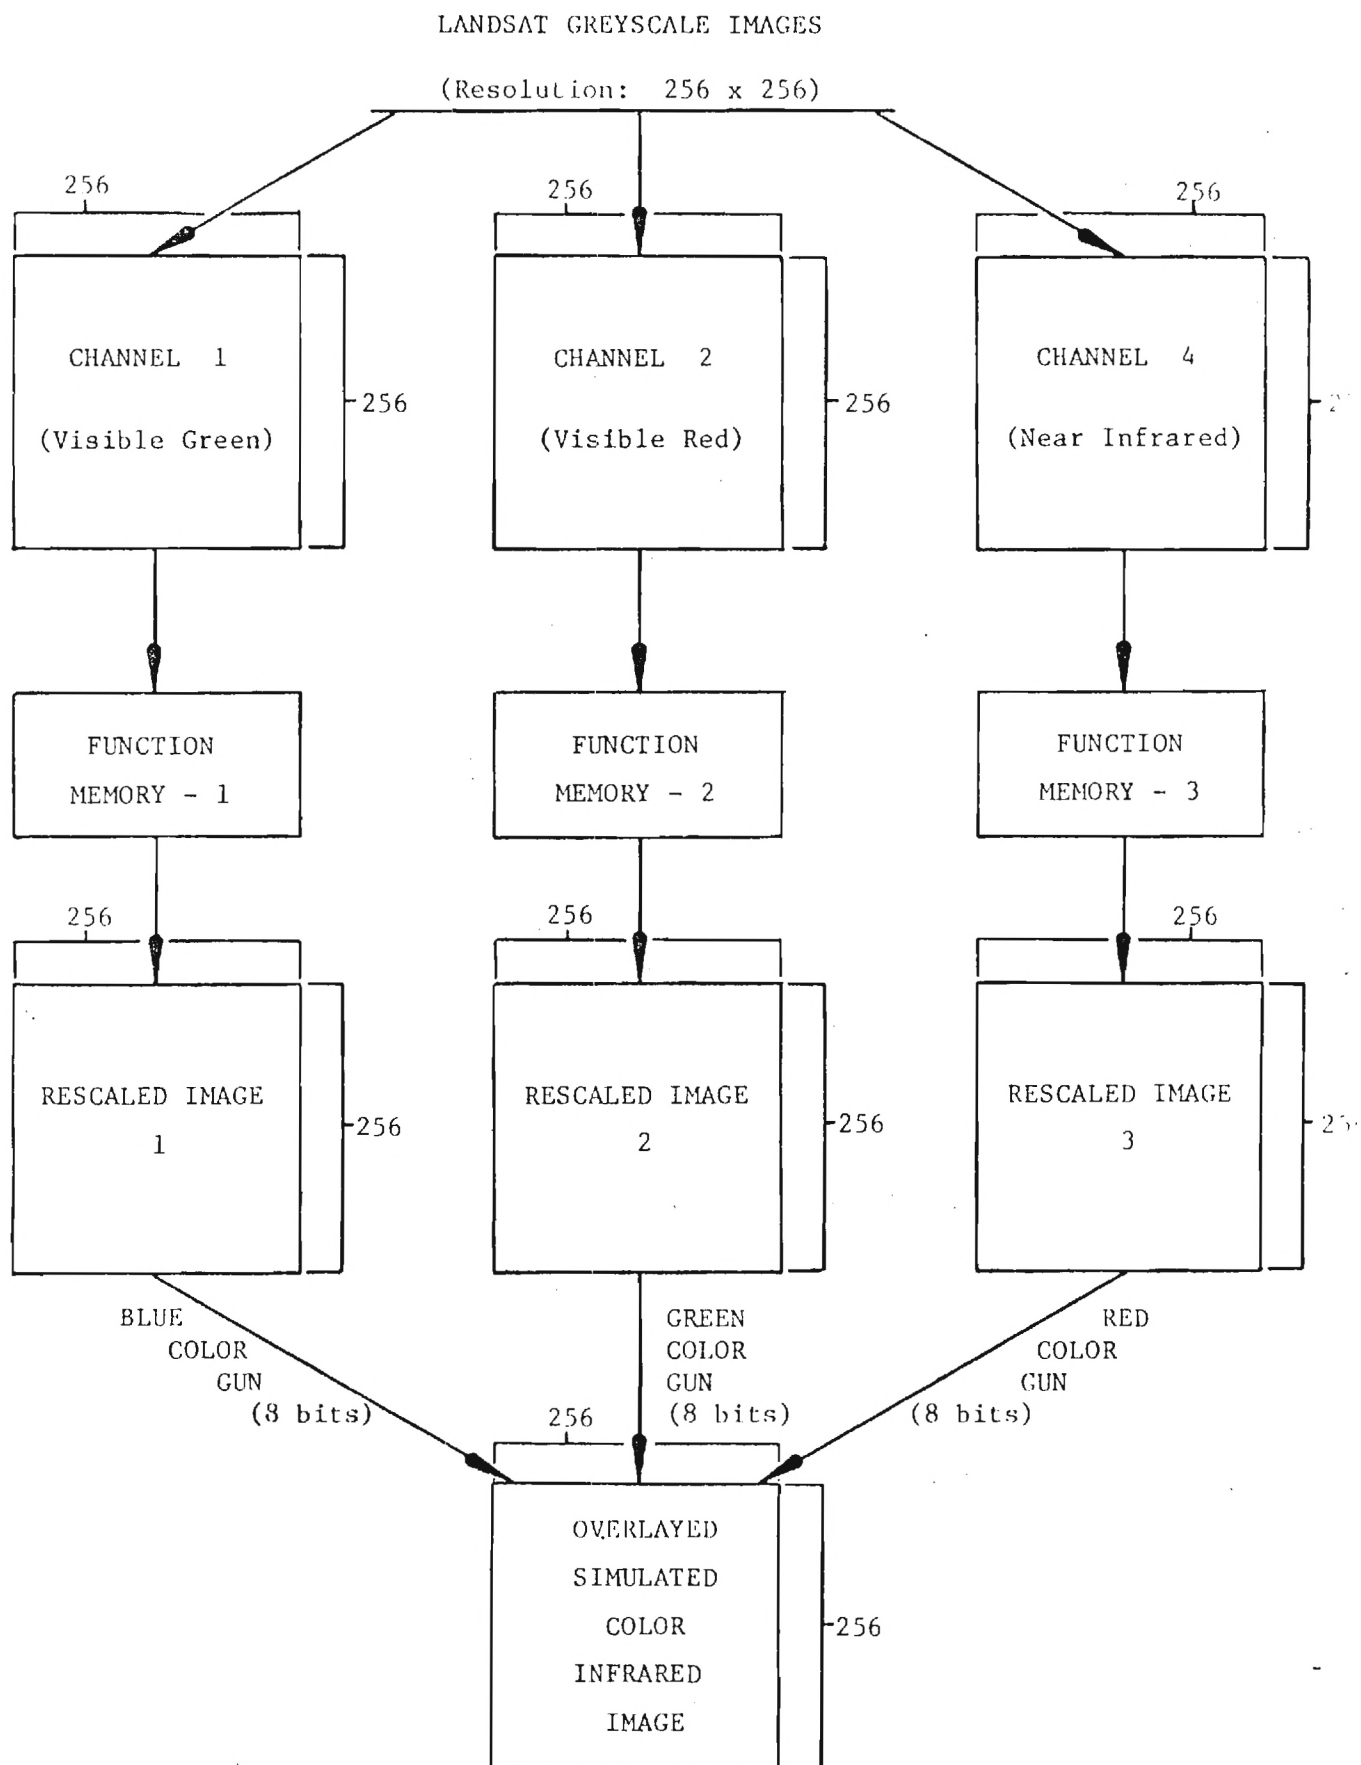 LANDSAT GREYSCALE IMAGES
(Resolution: 256 x 256)
256
256
256
CHANNEL 1
(Visible Green)
256
CHANNEL 2
(Visible Red)
256
CHANNEL 4
(Near Infrared)
FUNCTION
MEMORY - 1
FUNCTION
MEMORY - 2
FUNCTION
MEMORY - 3
256
256
256
RESCALED IMAGE
1
256
RESCALED IMAGE
2
256
RESCALED IMAGE
3
BLUE
COLOR
GUN
(8 bits)
GREEN
COLOR
GUN
(8 bits)
RED
COLOR
GUN
(8 bits)
256
OVERLAYED
SIMULATED
COLOR
INFRARED
IMAGE
256